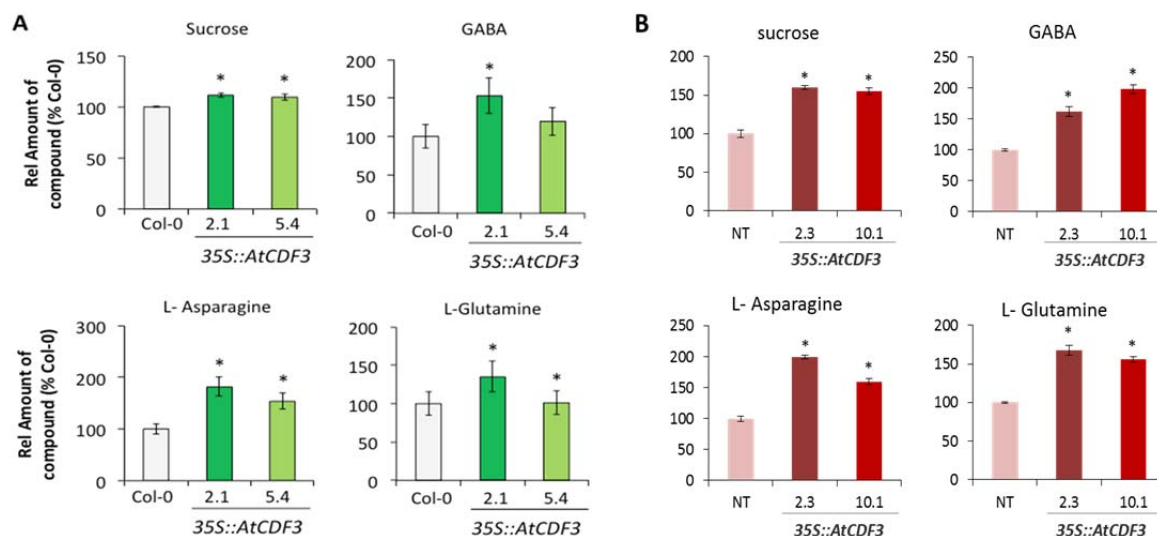 A
Sucrose
Rel Amount of
compound (% Col-0)
150
100
50
0
*
*
Col-0
2.1
5.4
35S::AtCDF3
GABA
200
150
100
50
0
*
2.1
5.4
Col-0
35S::AtCDF3
L- Asparagine
Rel Amount of
compound (% Col-0)
300
200
100
0
*
*
Col-0
2.1
5.4
35S::AtCDF3
L-Glutamine
200
150
100
50
0
*
*
Col-0
2.1
5.4
35S::AtCDF3
B
sucrose
200
150
100
50
0
*
*
NT
2.3
10.1
35S::AtCDF3
GABA
250
200
150
100
50
0
*
*
NT
2.3
10.1
35S::AtCDF3
L- Asparagine
250
200
150
100
50
0
*
*
NT
2.3
10.1
35S::AtCDF3
L- Glutamine
200
150
100
50
0
*
*
NT
2.3
10.1
35S::AtCDF3